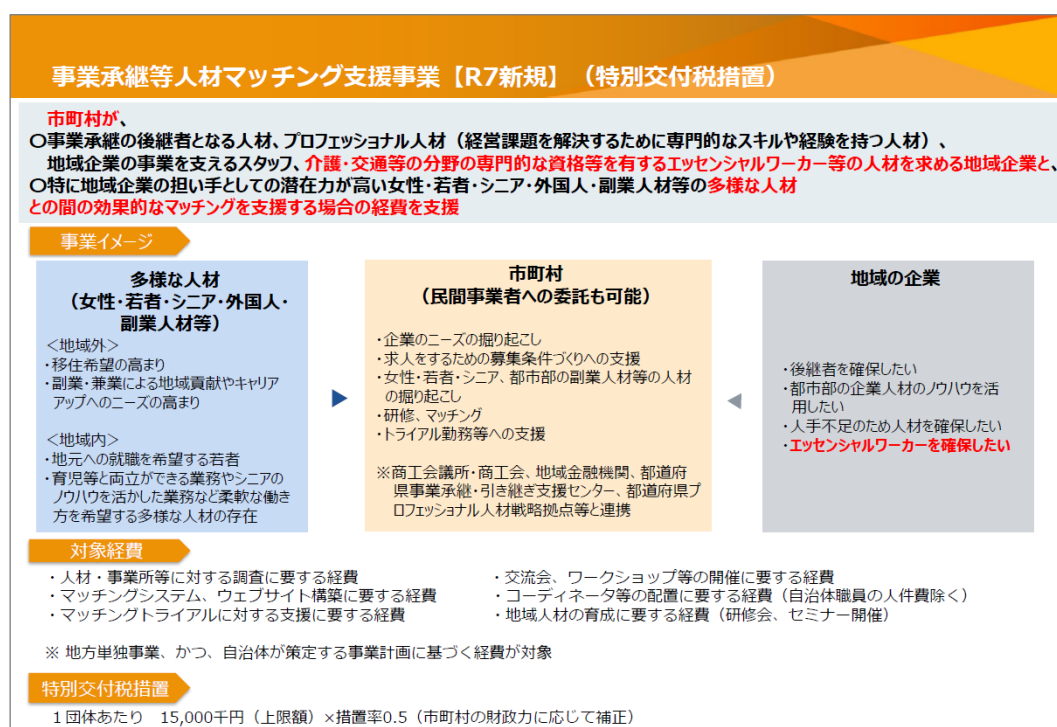 事業承継等人材マッチング支援事業【R7新規】（特別交付税措置）
市町村が、
〇事業承継の後継者となる人材、プロフェッショナル人材（経営課題を解決するために専門的なスキルや経験を持つ人材）、
地域企業の事業を支えるスタッフ、介護・交通等の分野の専門的な資格等を有するエッセンシャルワーカー等の人材を求める地域企業と、
〇特に地域企業の担い手としての潜在力が高い女性・若者・シニア・外国人・副業人材等の多様な人材
との間の効果的なマッチングを支援する場合の経費を支援
事業イメージ
多様な人材
（女性・若者・シニア・外国人・
副業人材等）
＜地域外＞
・移住希望の高まり
・副業・兼業による地域貢献やキャリア
アップへのニーズの高まり
＜地域内＞
・地元への就職を希望する若者
・育児等と両立ができる業務やシニアの
ノウハウを活かした業務など柔軟な働き
方を希望する多様な人材の存在
市町村
（民間事業者への委託も可能）
・企業のニーズの掘り起こし
・求人をするための募集条件づくりへの支援
・女性・若者・シニア、都市部の副業人材等の人材
の掘り起こし
・研修、マッチング
・トライアル勤務等への支援
※商工会議所・商工会、地域金融機関、都道府
県事業承継・引き継ぎ支援センター、都道府県プ
ロフェッショナル人材戦略拠点等と連携
地域の企業
・後継者を確保したい
・都市部の企業人材のノウハウを活
用したい
・人手不足のため人材を確保したい
・エッセンシャルワーカーを確保したい
対象経費
・人材・事業所等に対する調査に要する経費
・マッチングシステム、ウェブサイト構築に要する経費
・マッチングトライアルに対する支援に要する経費
・交流会、ワークショップ等の開催に要する経費
・コーディネータ等の配置に要する経費（自治体職員の人件費除く）
・地域人材の育成に要する経費（研修会、セミナー開催）
※ 地方単独事業、かつ、自治体が策定する事業計画に基づく経費が対象
特別交付税措置
１団体あたり　15,000千円（上限額）×措置率0.5（市町村の財政力に応じて補正）